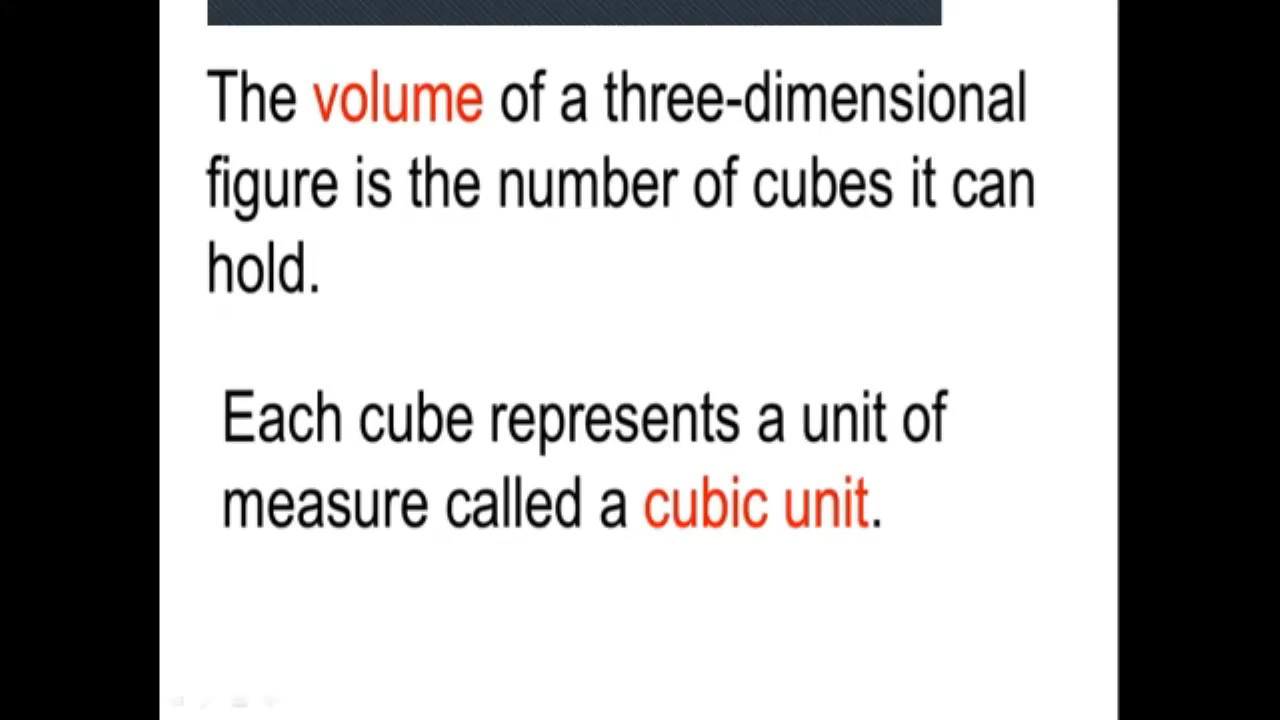 The volume of a three-dimensional
figure is the number of cubes it can
hold.
Each cube represents a unit of
measure called a cubic unit.